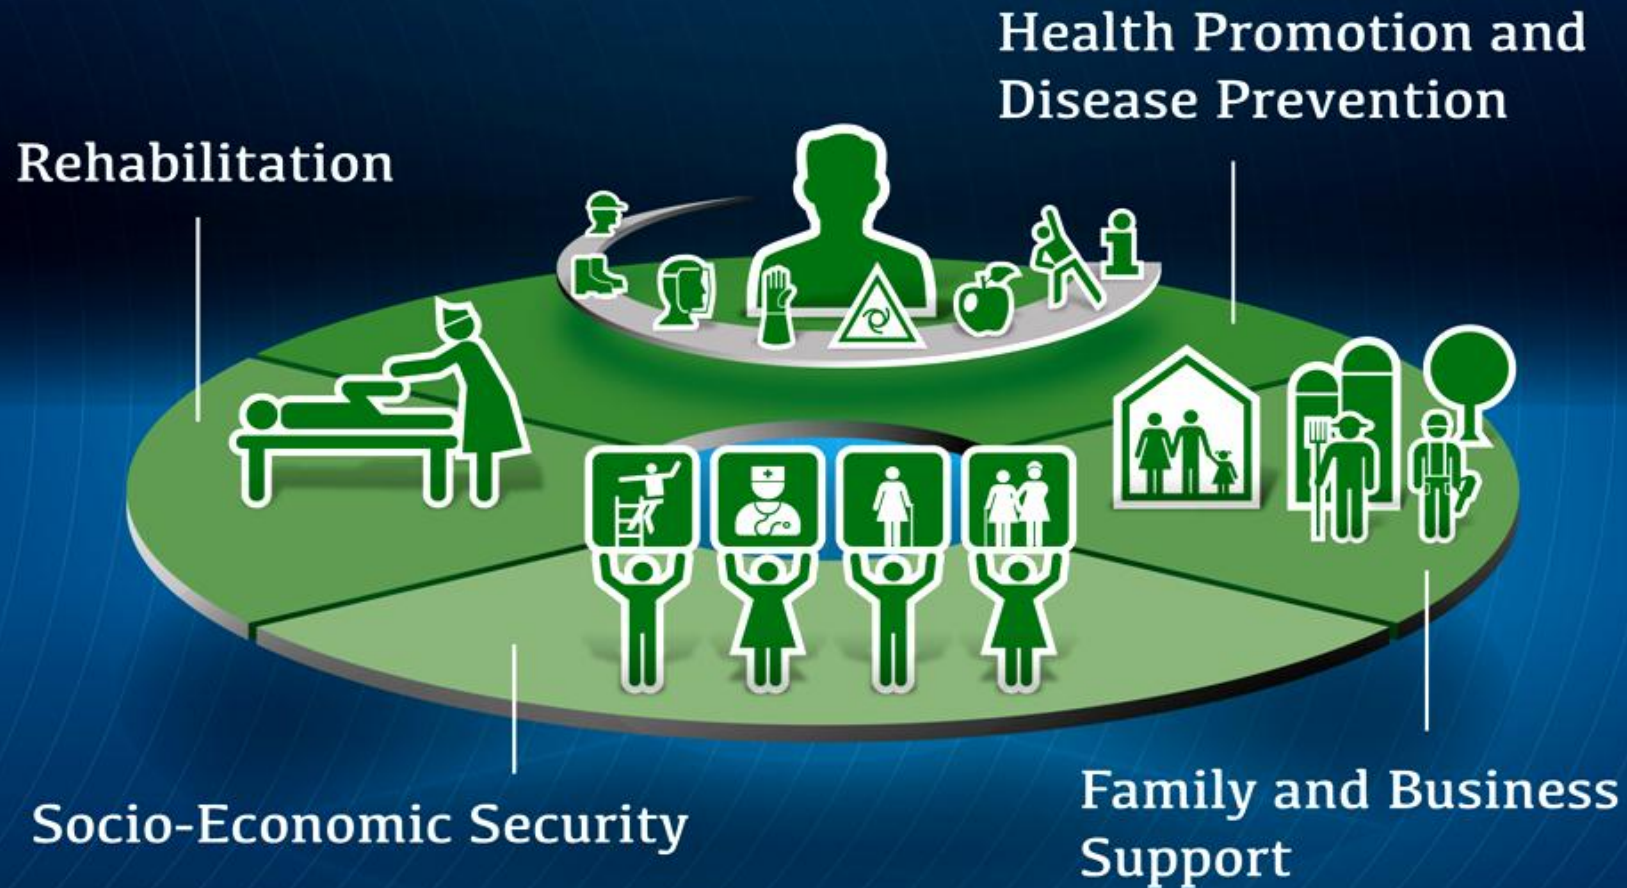 Health Promotion and
Disease Prevention
Rehabilitation
Socio-Economic Security
Family and Business
Support